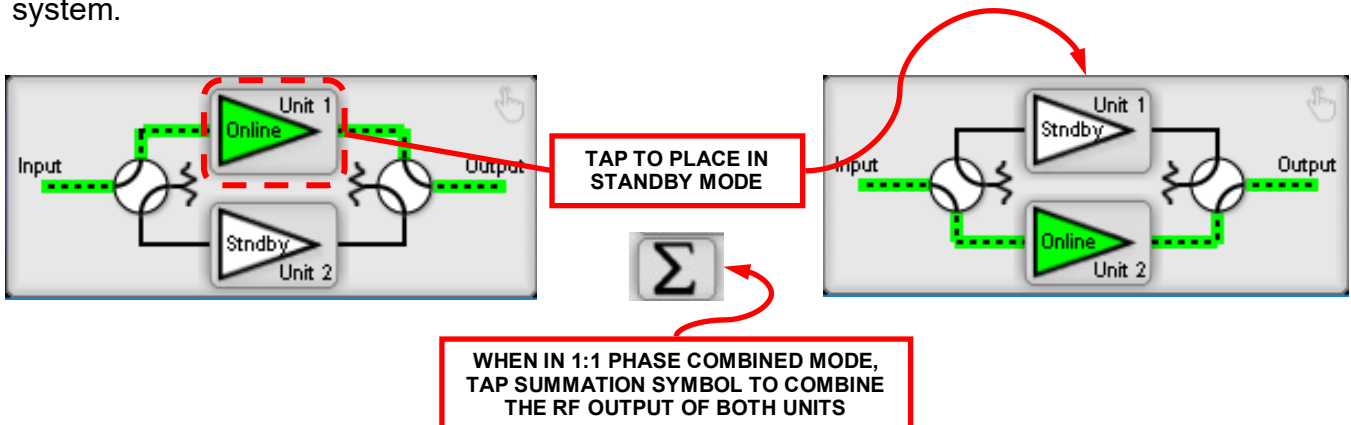 system.
Unit 1
Online
Input
Output
Stndby
Unit 2
TAP TO PLACE IN
STANDBY MODE
Σ
WHEN IN 1:1 PHASE COMBINED MODE,
TAP SUMMATION SYMBOL TO COMBINE
THE RF OUTPUT OF BOTH UNITS
Unit 1
Stndby
Input
Output
Online
Unit 2